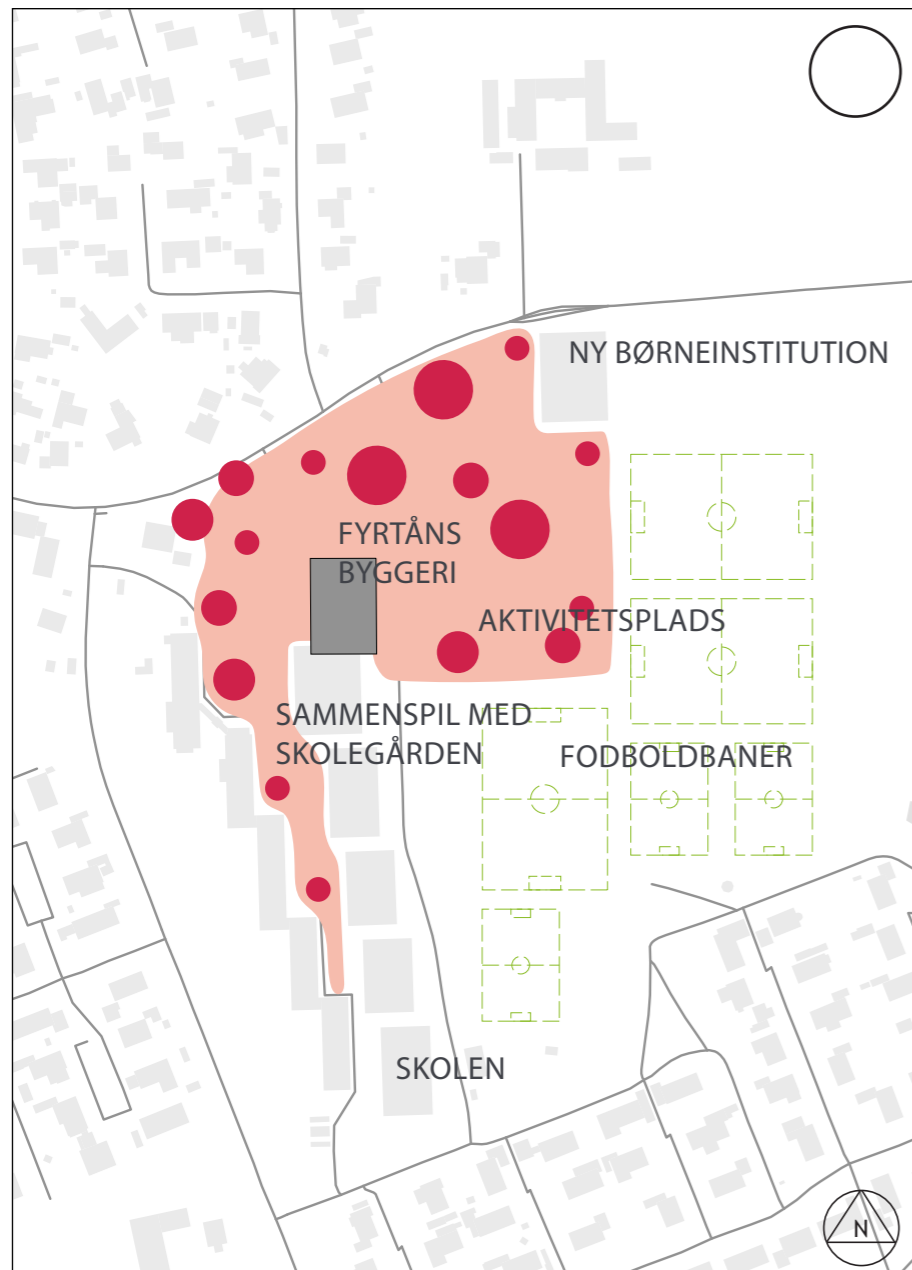 NY BØRNEINSTITUTION
FYRTÅNS
BYGGERI
AKTIVITETSPLADS
SAMMENSPIL MED
SKOLEGÅRDEN
FODBOLDBANER
SKOLEN
N